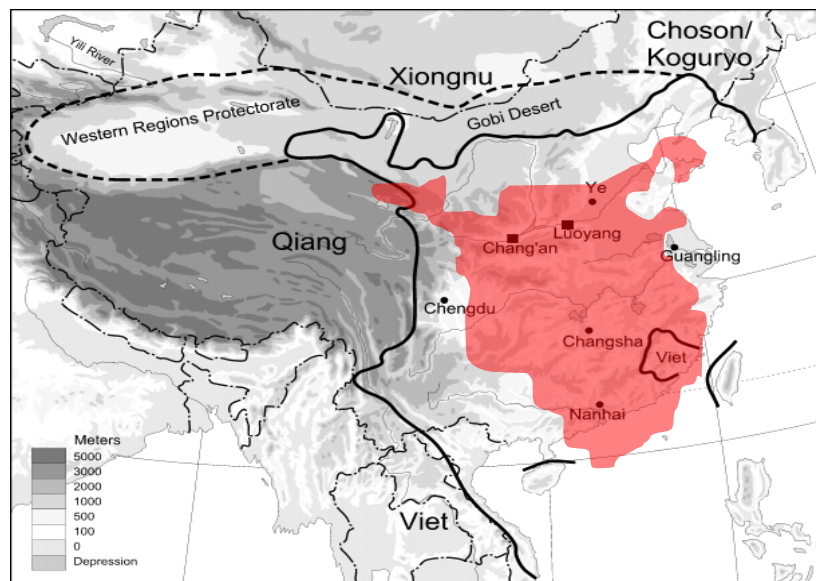 Choson/
Koguryo
Yili River
Xiongnu
Gobi Desert
Western Regions Protectorate
Ye
Qiang
Chang'an
Luoyang
Guangling
Chengdu
Changsha
Viet
Nanhai
Viet
Meters
5000
3000
2000
1000
500
100
0
Depression